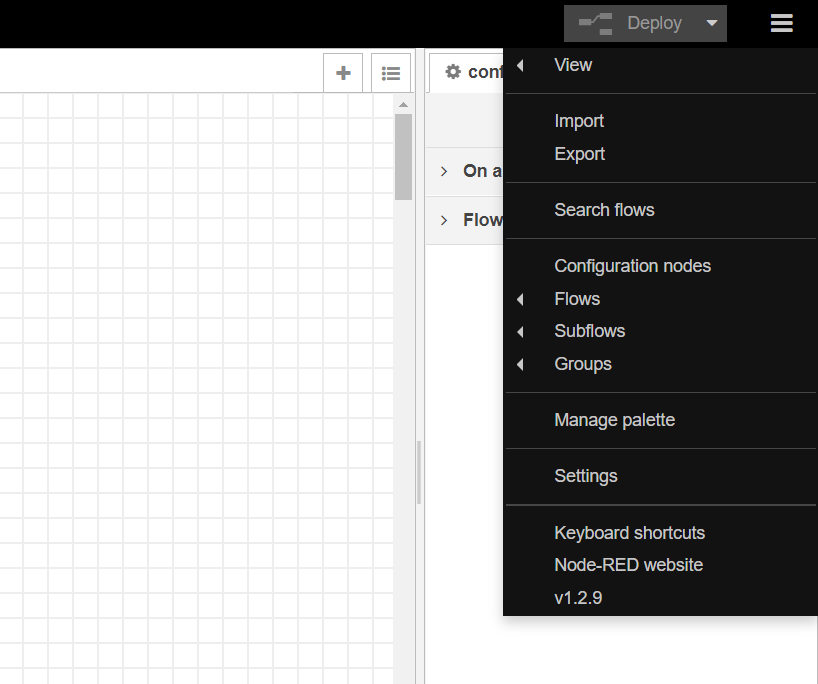 Deploy
conf
On a
Flow
View
Import
Export
Search flows
Configuration nodes
Flows
Subflows
Groups
Manage palette
Settings
Keyboard shortcuts
Node-RED website
v1.2.9